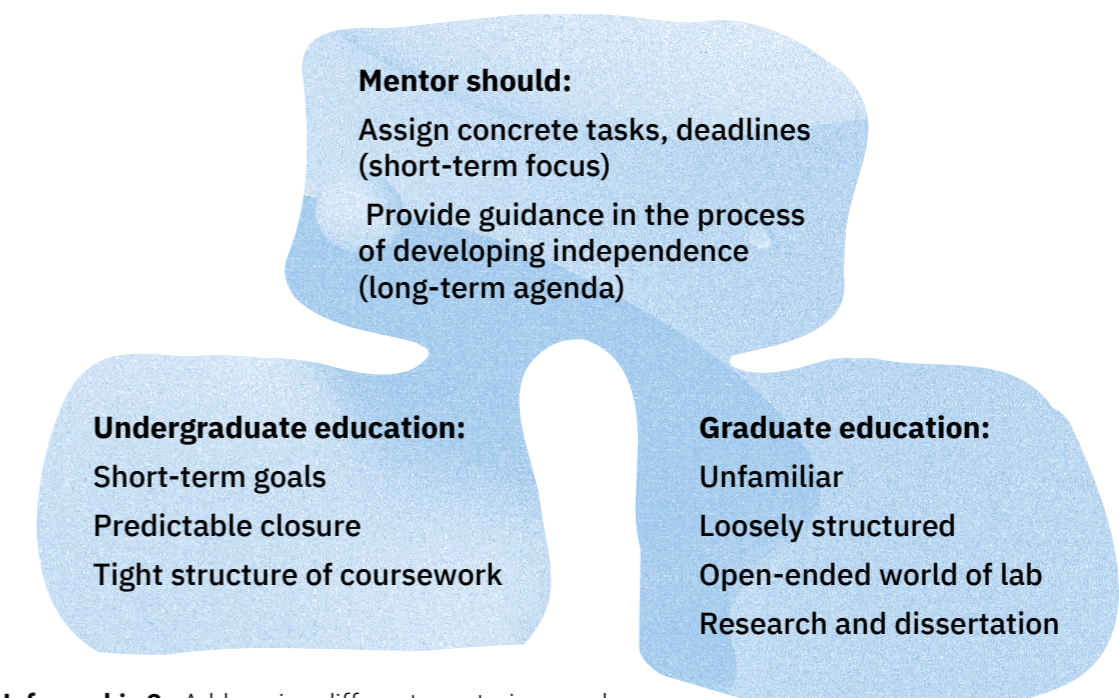 Mentor should:
Assign concrete tasks, deadlines
(short-term focus)
Provide guidance in the process
of developing independence
(long-term agenda)
Undergraduate education:
Short-term goals
Predictable closure
Tight structure of coursework
Graduate education:
Unfamiliar
Loosely structured
Open-ended world of lab
Research and dissertation